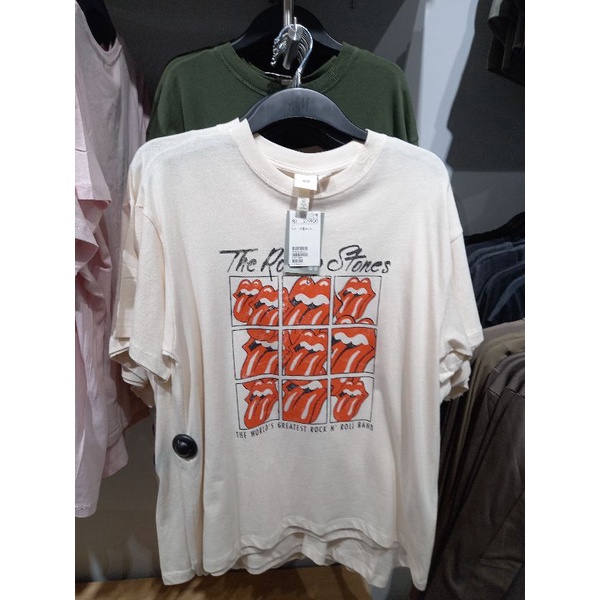 The Ro Stones
THE WORLD'S GREATEST ROCK N' ROLL BAND